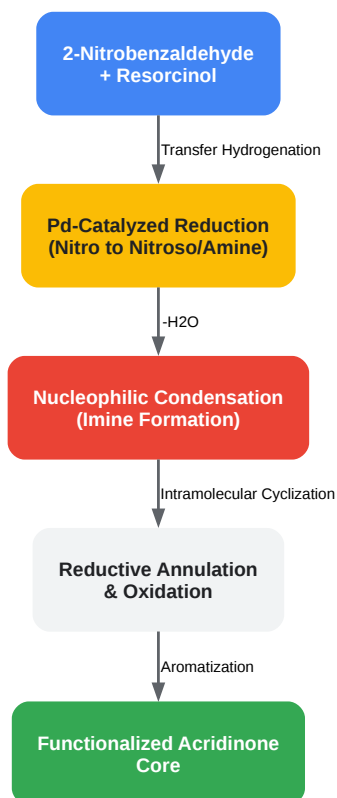 2-Nitrobenzaldehyde
+ Resorcinol
Transfer Hydrogenation
Pd-Catalyzed Reduction
(Nitro to Nitroso/Amine)
-H2O
Nucleophilic Condensation
(Imine Formation)
Intramolecular Cyclization
Reductive Annulation
& Oxidation
Aromatization
Functionalized Acridinone
Core